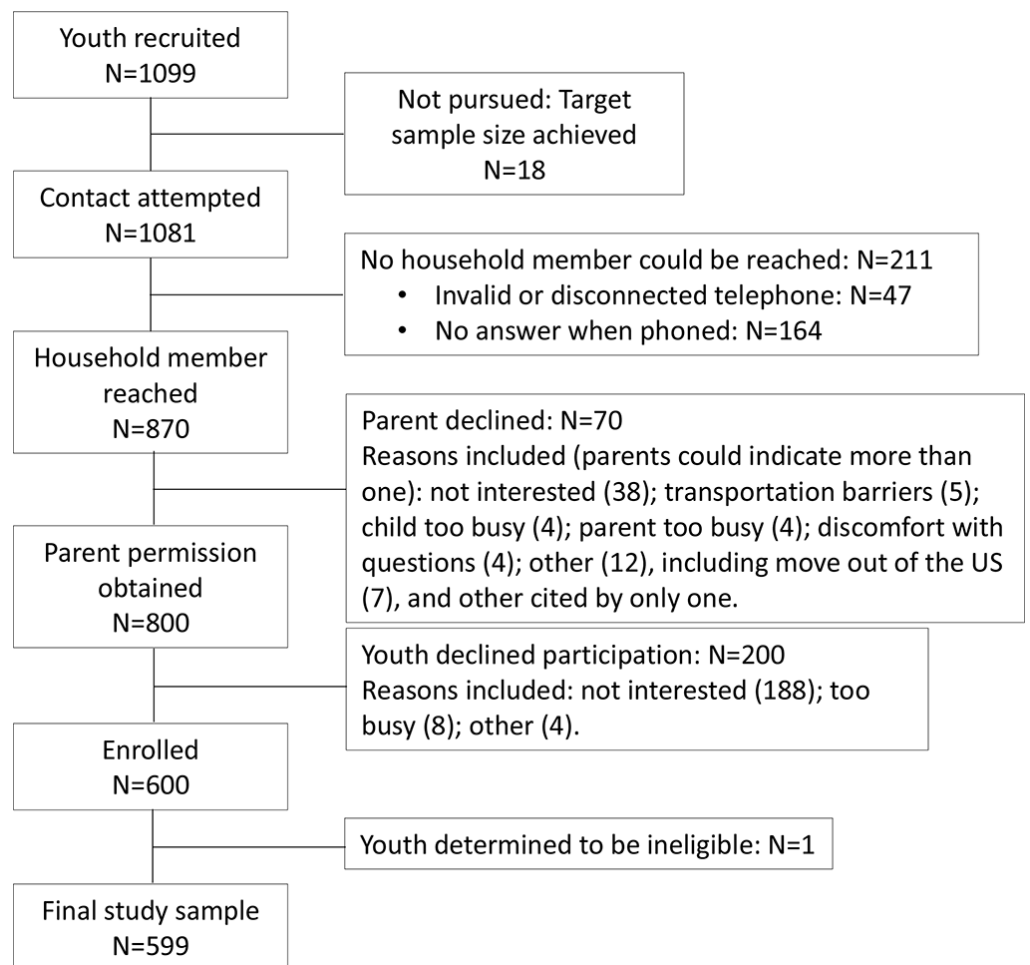 Youth recruited
N=1099
Not pursued: Target
sample size achieved
N=18
Contact attempted
N=1081
No household member could be reached: N=211
• Invalid or disconnected telephone: N=47
• No answer when phoned: N=164
Household member
reached
N=870
Parent declined: N=70
Reasons included (parents could indicate more than
one): not interested (38); transportation barriers (5);
child too busy (4); parent too busy (4); discomfort with
questions (4); other (12), including move out of the US
(7), and other cited by only one.
Parent permission
obtained
N=800
Youth declined participation: N=200
Reasons included: not interested (188); too
busy (8); other (4).
Enrolled
N=600
Youth determined to be ineligible: N=1
Final study sample
N=599